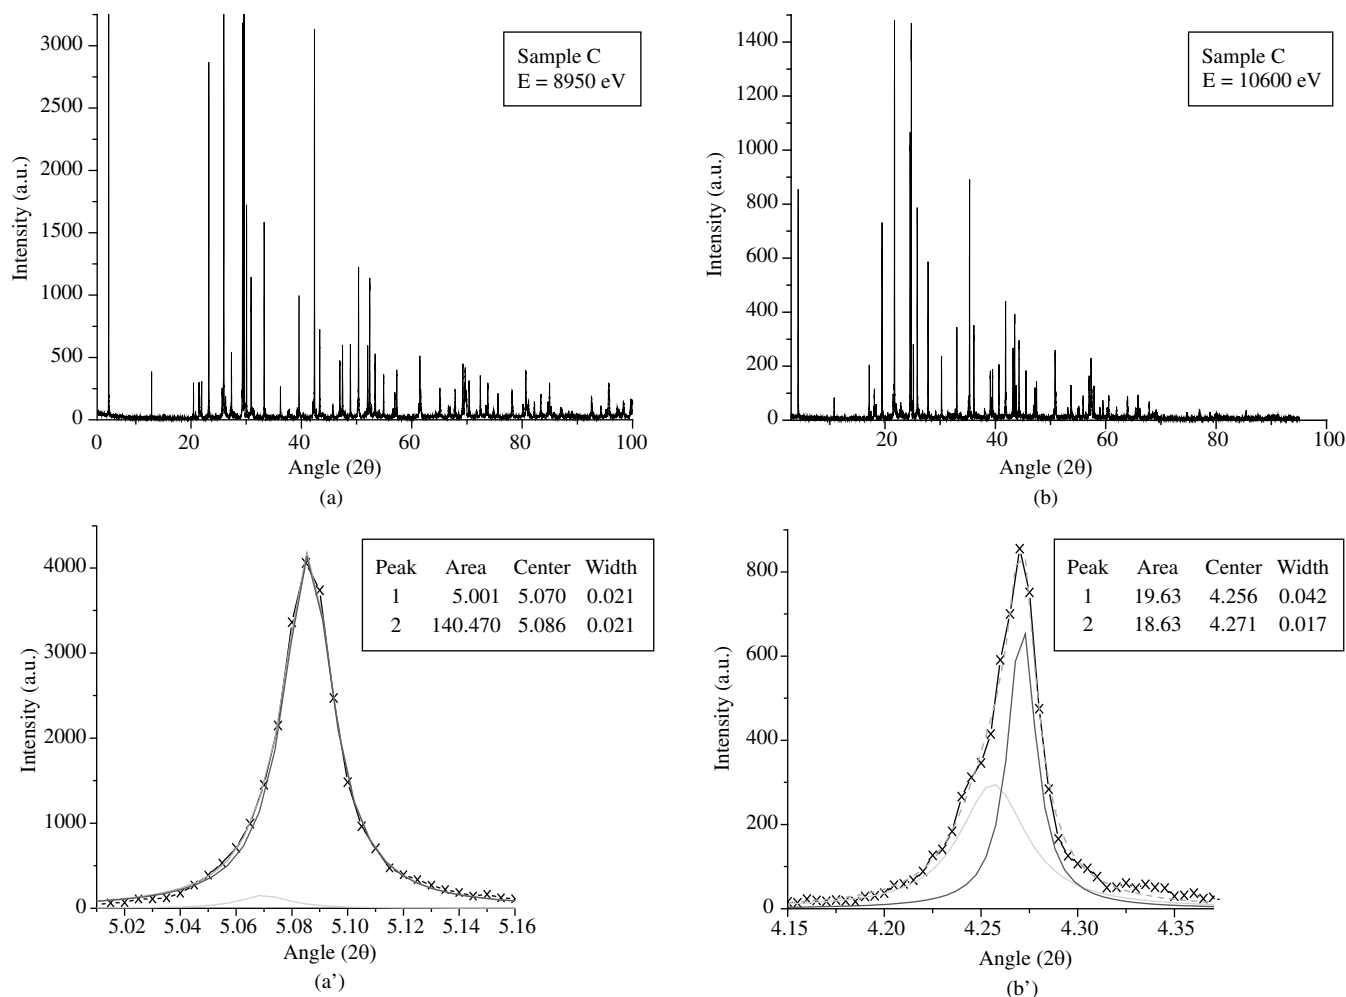 3000
2500
2000
1500
1000
500
0
Intensity (a.u.)
Sample C
E = 8950 eV
0 20 40 60 80 100
Angle (2θ)
(a)
1400
1200
1000
800
600
400
200
0
Intensity (a.u.)
Sample C
E = 10600 eV
20 40 60 80 100
Angle (2θ)
(b)
4000
3000
2000
1000
0
Intensity (a.u.)
Peak Area Center Width
1 5.001 5.070 0.021
2 140.470 5.086 0.021
5.02 5.04 5.06 5.08 5.10 5.12 5.14 5.16
Angle (2θ)
(a’)
800
600
400
200
0
Intensity (a.u.)
Peak Area Center Width
1 19.63 4.256 0.042
2 18.63 4.271 0.017
4.15 4.20 4.25 4.30 4.35
Angle (2θ)
(b’)